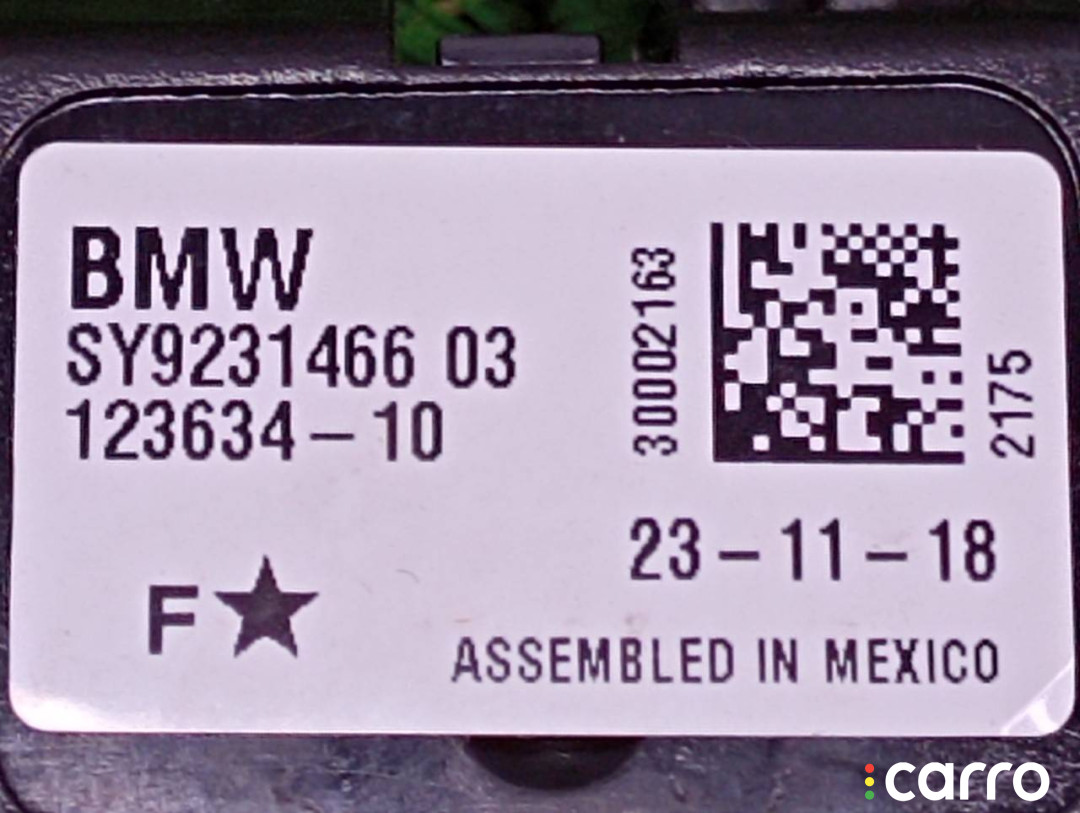 BMW
SY9231466 03
123634-10
30002163
2175
23-11-18
F★
ASSEMBLED IN MEXICO
carro